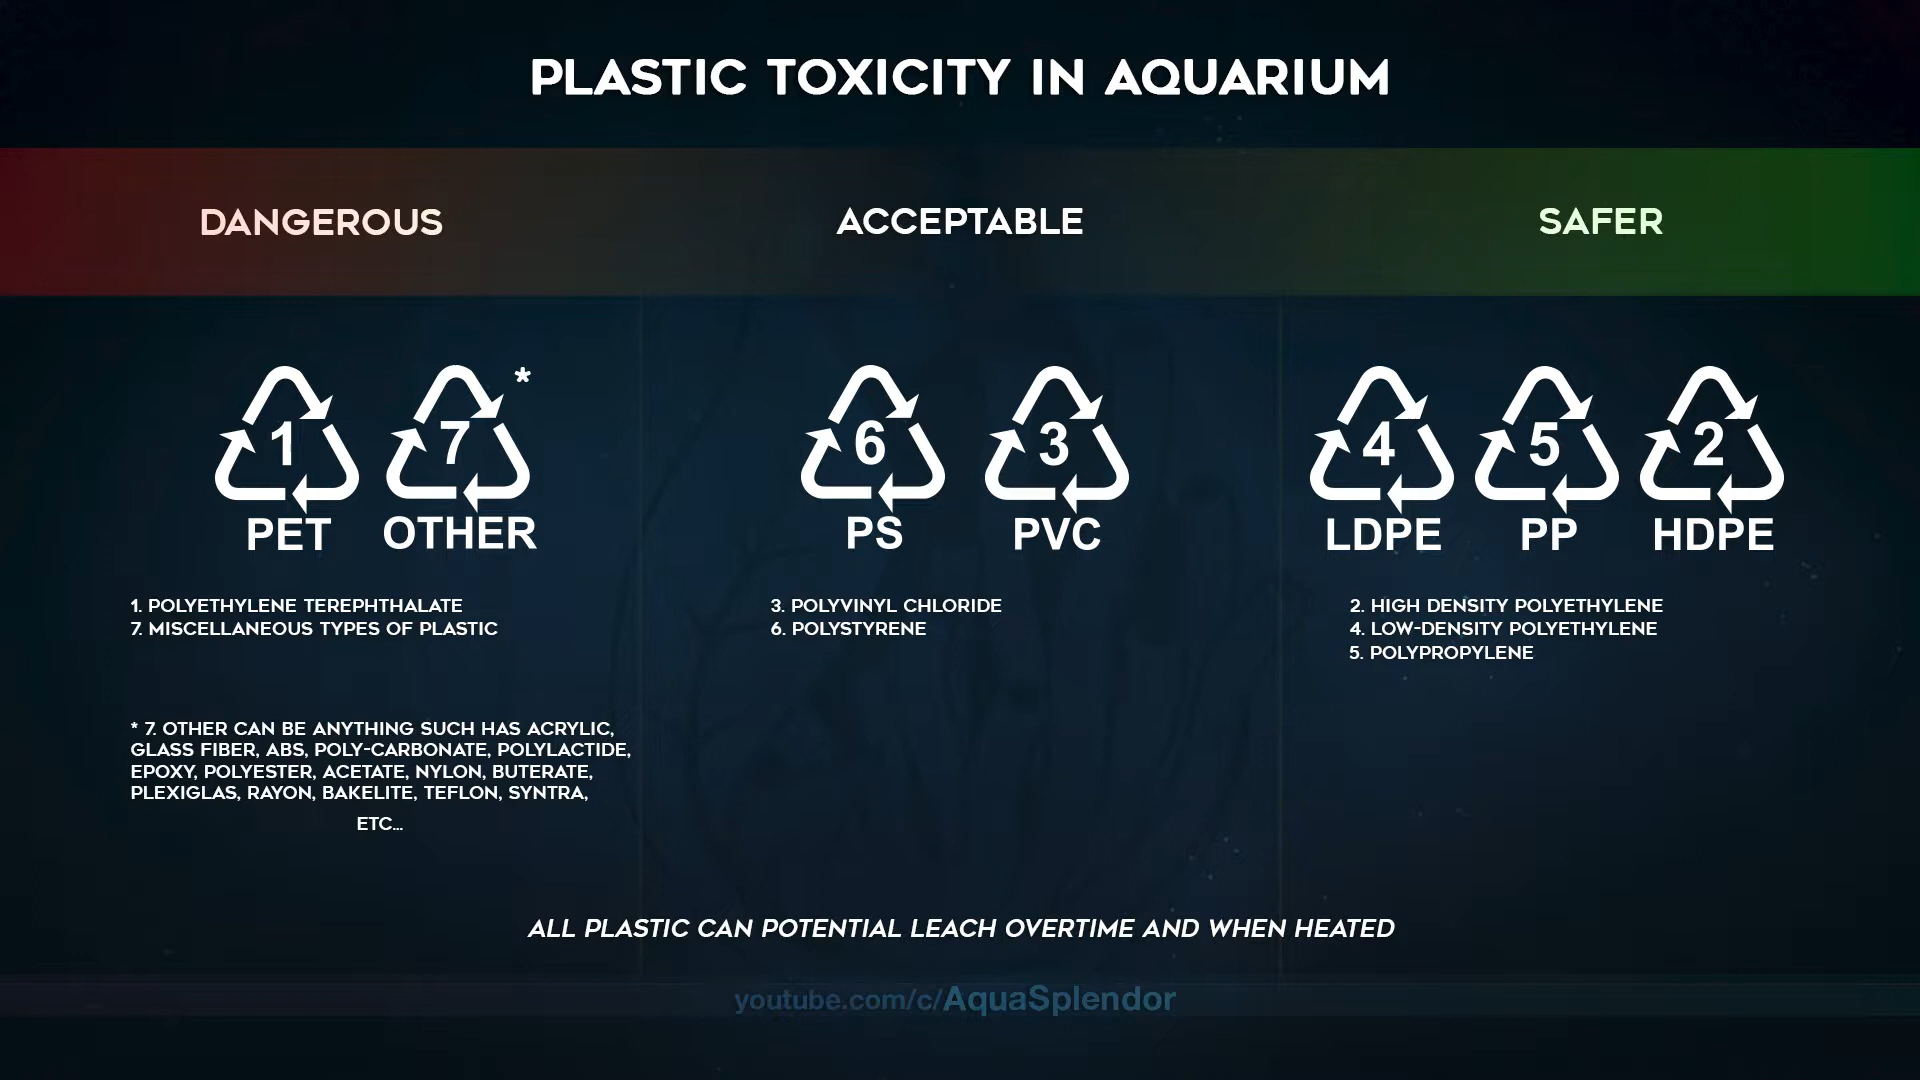 PLASTIC TOXICITY IN AQUARIUM
DANGEROUS
ACCEPTABLE
SAFER
1
PET
7
OTHER
*
6
PS
3
PVC
4
LDPE
5
PP
2
HDPE
1. POLYETHYLENE TEREPHTHALATE
7. MISCELLANEOUS TYPES OF PLASTIC
3. POLYVINYL CHLORIDE
6. POLYSTYRENE
2. HIGH DENSITY POLYETHYLENE
4. LOW-DENSITY POLYETHYLENE
5. POLYPROPYLENE
* 7. OTHER CAN BE ANYTHING SUCH HAS ACRYLIC,
GLASS FIBER, ABS, POLY-CARBONATE, POLYLACTIDE,
EPOXY, POLYESTER, ACETATE, NYLON, BUTERATE,
PLEXIGLAS, RAYON, BAKELITE, TEFLON, SYNTRA,
ETC...
ALL PLASTIC CAN POTENTIAL LEACH OVERTIME AND WHEN HEATED
youtube.com/c/AquaSplendor